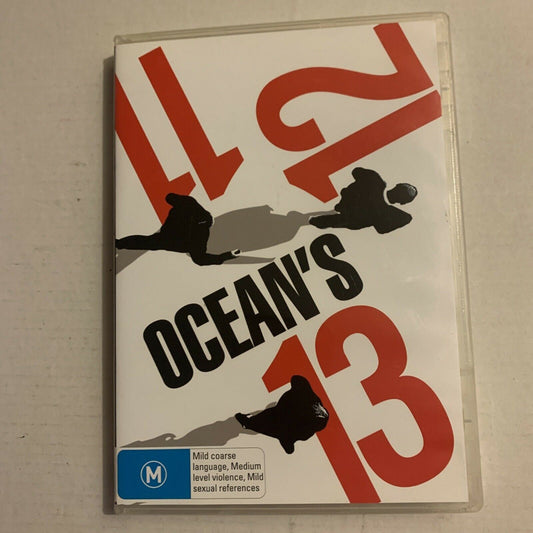 11
12
OCEAN'S
13
M
Mild coarse
language, Medium
level violence, Mild
sexual references